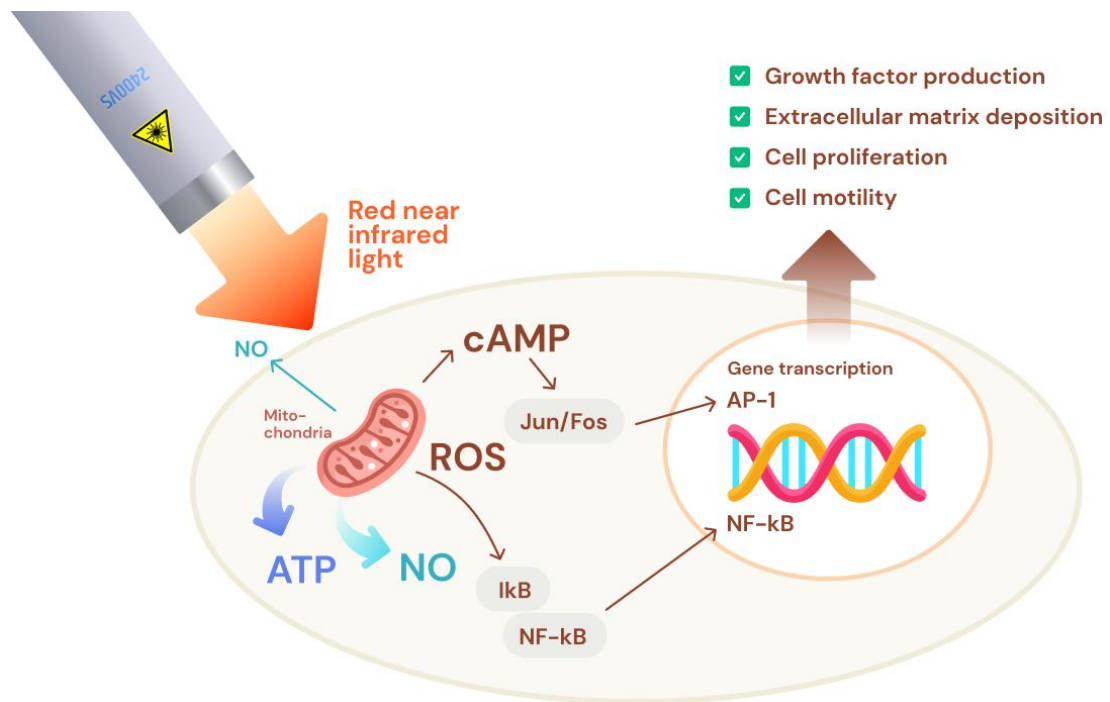 2400VS
Growth factor production
Extracellular matrix deposition
Cell proliferation
Cell motility
Red near
infrared
light
NO
cAMP
Mito-
chondria
Jun/Fos
Gene transcription
AP-1
ROS
NF-kB
ATP
NO
IkB
NF-kB